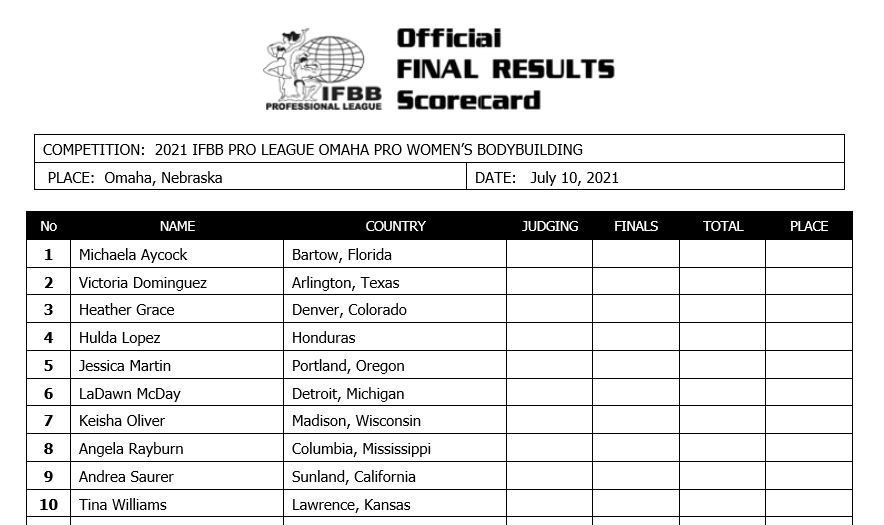 Official
FINAL RESULTS
Scorecard
IFBB
PROFESSIONAL LEAGUE
COMPETITION: 2021 IFBB PRO LEAGUE OMAHA PRO WOMEN’S BODYBUILDING
PLACE: Omaha, Nebraska DATE: July 10, 2021
No NAME COUNTRY JUDGING FINALS TOTAL PLACE
1 Michaela Aycock Bartow, Florida
2 Victoria Dominguez Arlington, Texas
3 Heather Grace Denver, Colorado
4 Hulda Lopez Honduras
5 Jessica Martin Portland, Oregon
6 LaDawn McDay Detroit, Michigan
7 Keisha Oliver Madison, Wisconsin
8 Angela Rayburn Columbia, Mississippi
9 Andrea Saurer Sunland, California
10 Tina Williams Lawrence, Kansas